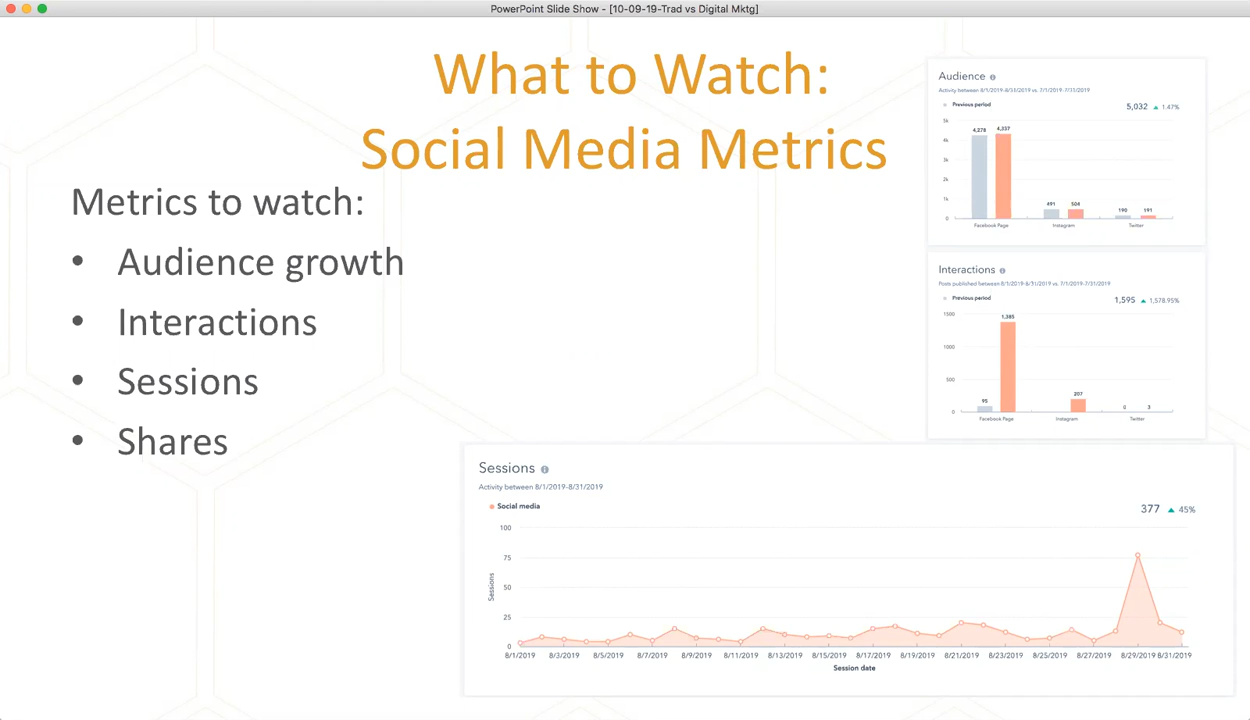 PowerPoint Slide Show - [10-09-19-Trad vs Digital Mktg]
What to Watch:
Social Media Metrics
Metrics to watch:
• Audience growth
• Interactions
• Sessions
• Shares
Audience
Activity between 8/1/2019-8/31/2019 vs. 7/1/2019-7/31/2019
Previous period
5,032 ▲ 1.47%
5k
4k
3k
2k
1k
0
4,278 4,337
491 504
190 191
Facebook Page Instagram Twitter
Interactions
Posts published between 8/1/2019-8/31/2019 vs. 7/1/2019-7/31/2019
Previous period
1,595 ▲ 1,578.95%
1500
1000
500
0
95 1,385
207
0 3
Facebook Page Instagram Twitter
Sessions
Activity between 8/1/2019-8/31/2019
Social media
377 ▲ 45%
100
75
50
25
0
Sessions
8/1/2019 8/3/2019 8/5/2019 8/7/2019 8/9/2019 8/11/2019 8/13/2019 8/15/2019 8/17/2019 8/19/2019 8/21/2019 8/23/2019 8/25/2019 8/27/2019 8/29/2019 8/31/2019
Session date